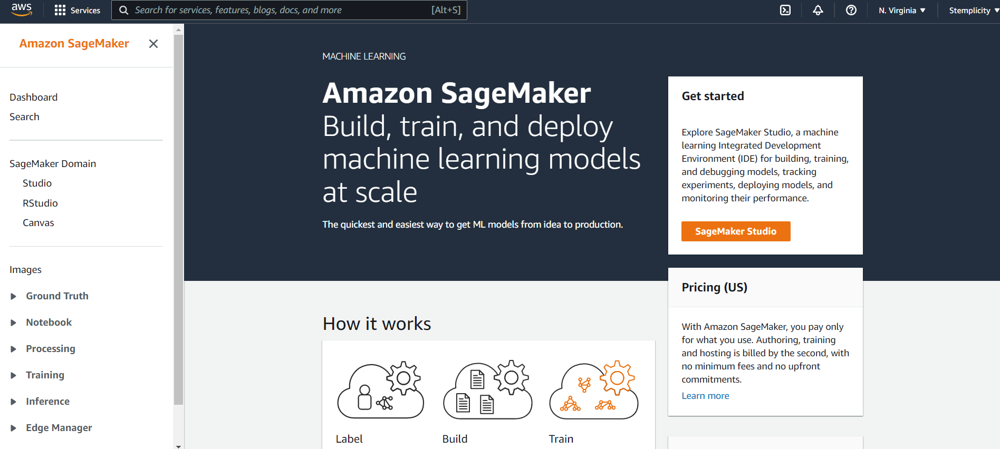 aws
Services
Search for services, features, blogs, docs, and more
[Alt+S]
N. Virginia
Stemplicity
Amazon SageMaker
Dashboard
Search
SageMaker Domain
Studio
RStudio
Canvas
Images
Ground Truth
Notebook
Processing
Training
Inference
Edge Manager
MACHINE LEARNING
Amazon SageMaker
Build, train, and deploy
machine learning models
at scale
The quickest and easiest way to get ML models from idea to production.
Get started
Explore SageMaker Studio, a machine
learning Integrated Development
Environment (IDE) for building, training,
and debugging models, tracking
experiments, deploying models, and
monitoring their performance.
SageMaker Studio
Pricing (US)
With Amazon SageMaker, you pay only
for what you use. Authoring, training
and hosting is billed by the second, with
no minimum fees and no upfront
commitments.
Learn more
How it works
Label
Build
Train